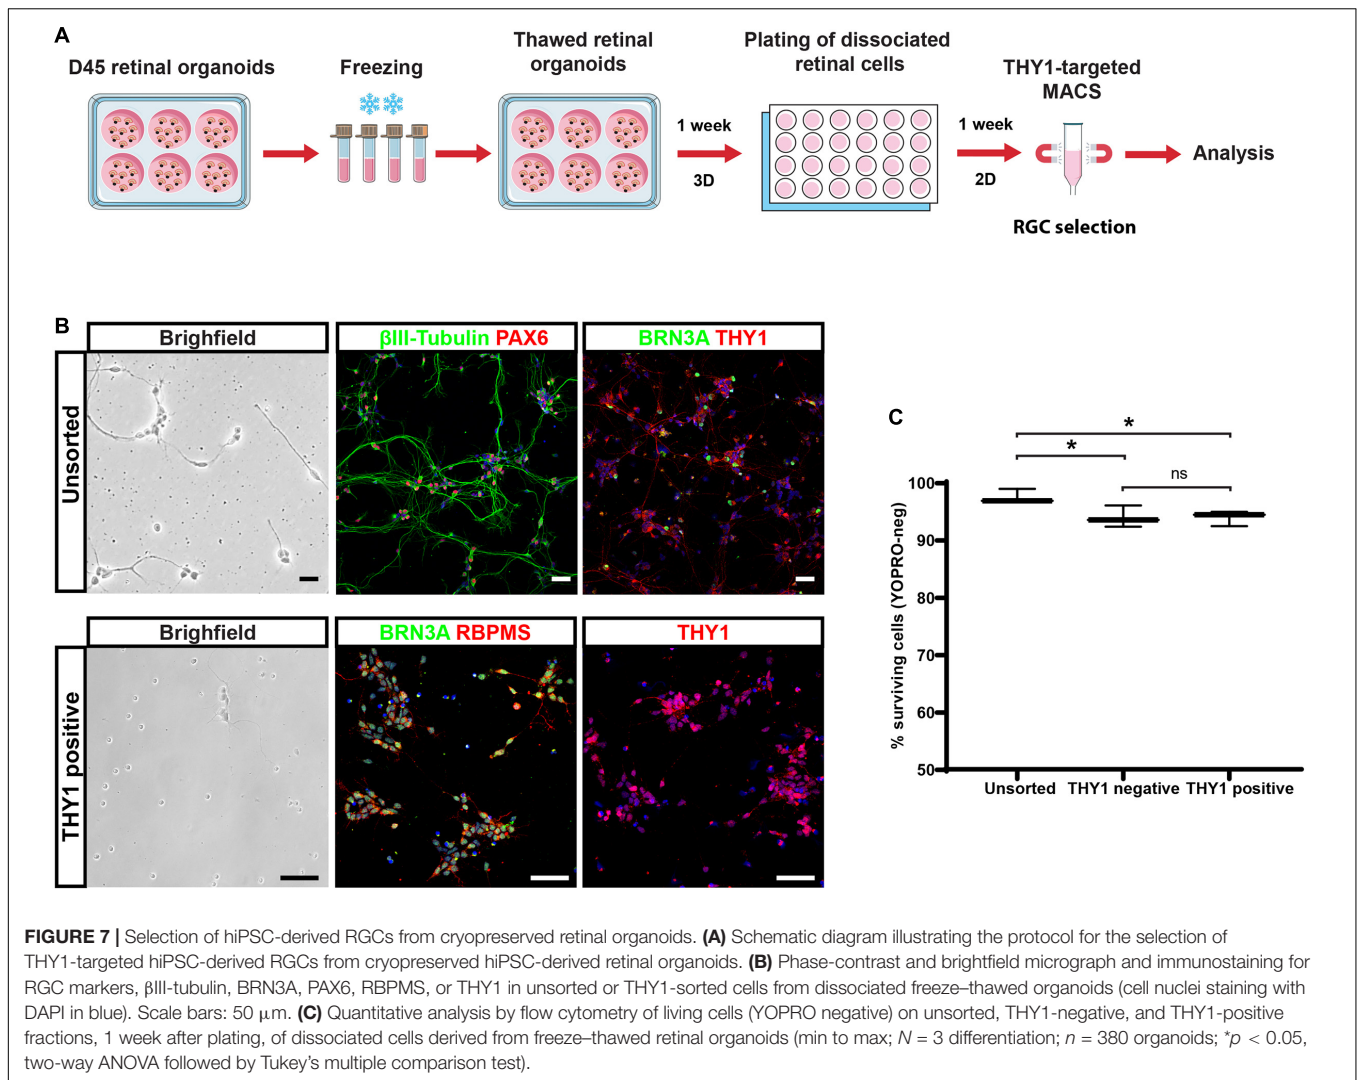 A
D45 retinal organoids
Freezing
Thawed retinal
organoids
1 week
3D
Plating of dissociated
retinal cells
1 week
2D
THY1-targeted
MACS
RGC selection
Analysis
B
Brighfield
βIII-Tubulin PAX6
BRN3A THY1
Unsorted
Brighfield
BRN3A RBPMS
THY1
THY1 positive
C
*
*
ns
% surviving cells (YOPRO-neg)
100
90
80
70
60
50
Unsorted THY1 negative THY1 positive
FIGURE 7 | Selection of hiPSC-derived RGCs from cryopreserved retinal organoids. (A) Schematic diagram illustrating the protocol for the selection of
THY1-targeted hiPSC-derived RGCs from cryopreserved hiPSC-derived retinal organoids. (B) Phase-contrast and brightfield micrograph and immunostaining for
RGC markers, βIII-tubulin, BRN3A, PAX6, RBPMS, or THY1 in unsorted or THY1-sorted cells from dissociated freeze–thawed organoids (cell nuclei staining with
DAPI in blue). Scale bars: 50 μm. (C) Quantitative analysis by flow cytometry of living cells (YOPRO negative) on unsorted, THY1-negative, and THY1-positive
fractions, 1 week after plating, of dissociated cells derived from freeze–thawed retinal organoids (min to max; N = 3 differentiation; n = 380 organoids; *p < 0.05,
two-way ANOVA followed by Tukey's multiple comparison test).